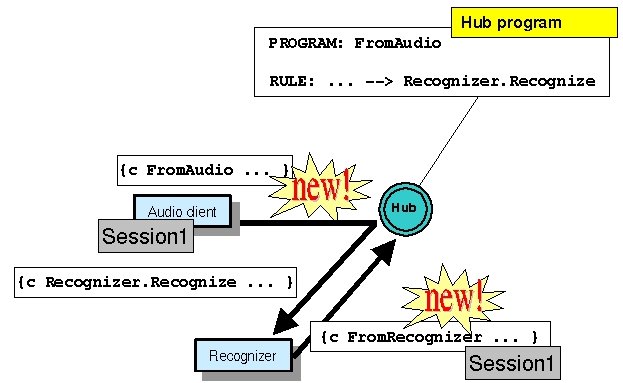 Hub program
PROGRAM: FromAudio
RULE: ... --> Recognizer.Recognize
{c FromAudio ... }
new!
Audio client
Hub
Session1
{c Recognizer.Recognize ... }
new!
{c FromRecognizer ... }
Recognizer
Session1